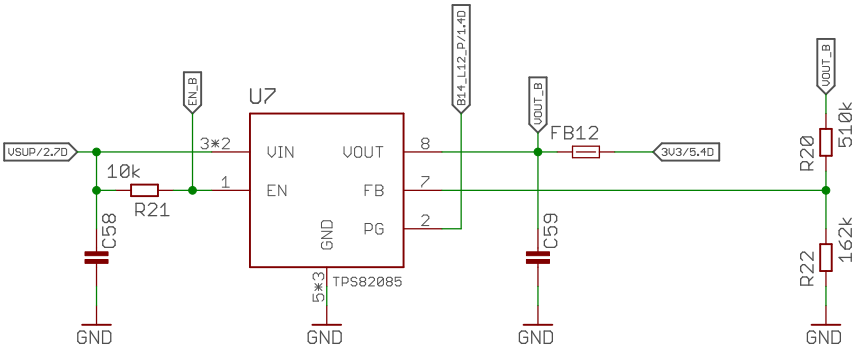 B14_L12_P/1.4D
VOUT_B
EN_B
VOUT_B
U7
VSUP/2.7D
3*2
VIN
VOUT
8
FB12
3V3/5.4D
R20
510k
10k
R21
1
EN
FB
7
GND
PG
2
C58
C59
R22
162k
5*3
TPS82085
GND
GND
GND
GND